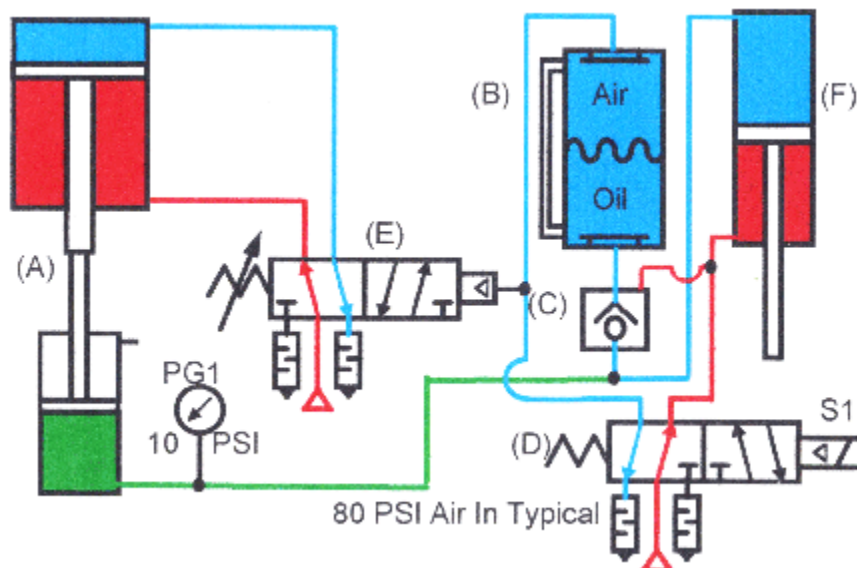 (B)
Air
(F)
Oil
(A)
(E)
(C)
PG1
10 PSI
(D)
S1
80 PSI Air In Typical